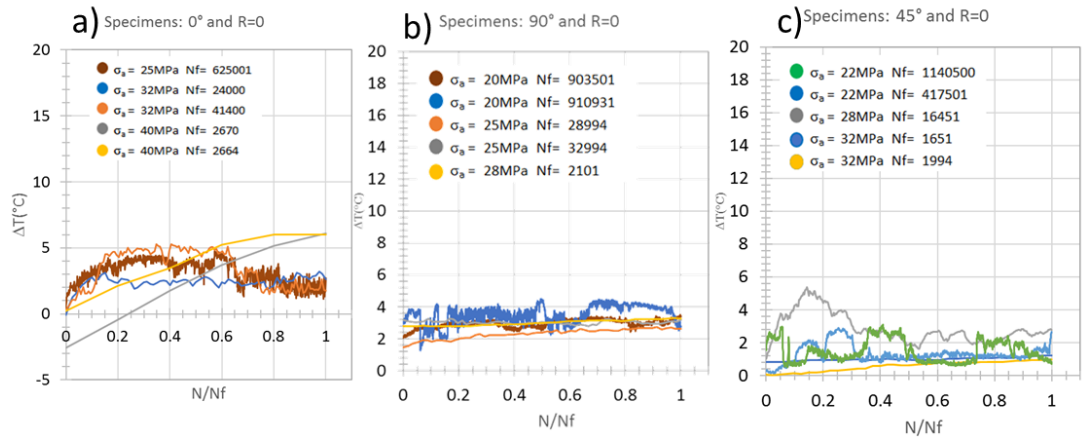 a) Specimens: 0° and R=0
20
15
10
5
0
-5
ΔT(°C)
σa = 25MPa Nf= 625001
σa = 32MPa Nf= 24000
σa = 32MPa Nf= 41400
σa = 40MPa Nf= 2670
σa = 40MPa Nf= 2664
0 0.2 0.4 0.6 0.8 1
N/Nf
b) Specimens: 90° and R=0
20
18
16
14
12
10
8
6
4
2
0
ΔT(°C)
σa = 20MPa Nf= 903501
σa = 20MPa Nf= 910931
σa = 25MPa Nf= 28994
σa = 25MPa Nf= 32994
σa = 28MPa Nf= 2101
0 0.2 0.4 0.6 0.8 1
N/Nf
c) Specimens: 45° and R=0
20
18
16
14
12
10
8
6
4
2
0
ΔT(°C)
σa = 22MPa Nf= 1140500
σa = 22MPa Nf= 417501
σa = 28MPa Nf= 16451
σa = 32MPa Nf= 1651
σa = 32MPa Nf= 1994
0 0.2 0.4 0.6 0.8 1
N/Nf